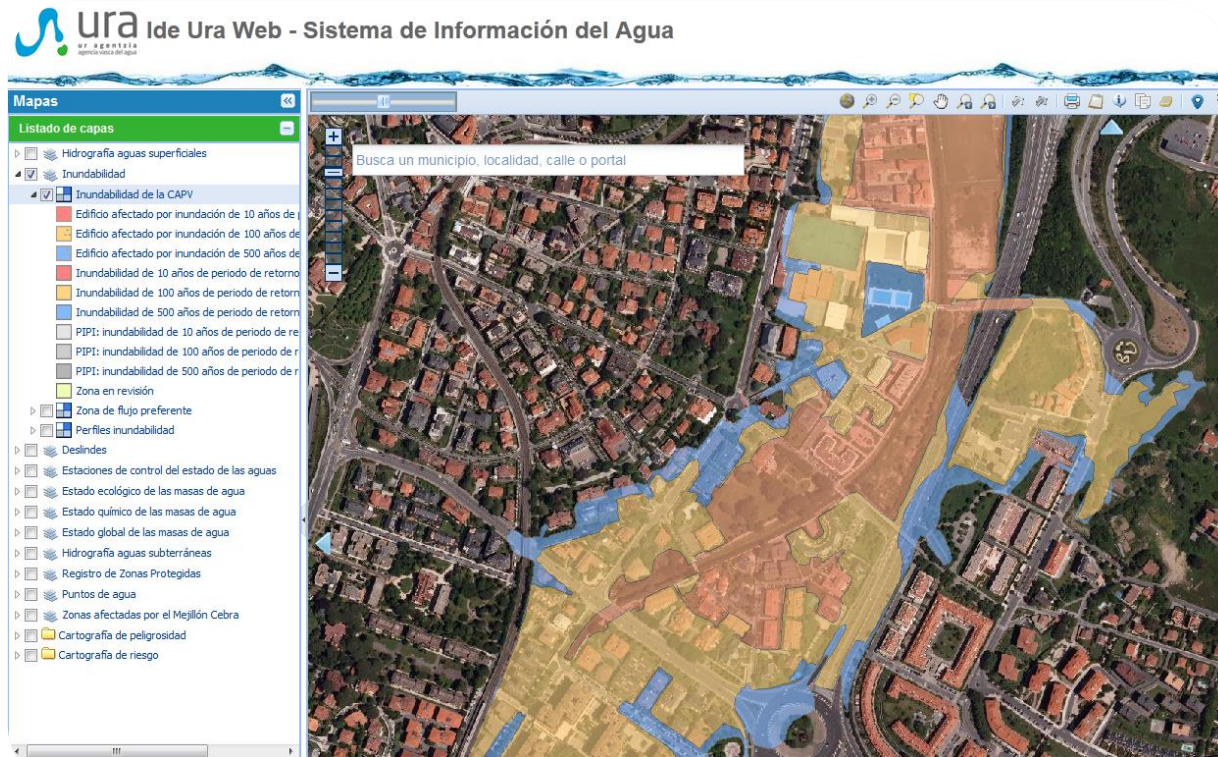 ura
ur agentzia
agencia vasca del agua
Ide Ura Web - Sistema de Información del Agua
Mapas
Listado de capas
Busca un municipio, localidad, calle o portal
Hidrografía aguas superficiales
Inundabilidad
Inundabilidad de la CAPV
Edificio afectado por inundación de 10 años de
Edificio afectado por inundación de 100 años de
Edificio afectado por inundación de 500 años de
Inundabilidad de 10 años de periodo de retorno
Inundabilidad de 100 años de periodo de retorn
Inundabilidad de 500 años de periodo de retorn
PIPI: inundabilidad de 10 años de periodo de re
PIPI: inundabilidad de 100 años de periodo de r
PIPI: inundabilidad de 500 años de periodo de r
Zona en revisión
Zona de flujo preferente
Perfiles inundabilidad
Deslindes
Estaciones de control del estado de las aguas
Estado ecológico de las masas de agua
Estado químico de las masas de agua
Estado global de las masas de agua
Hidrografía aguas subterráneas
Registro de Zonas Protegidas
Puntos de agua
Zonas afectadas por el Mejillón Cebra
Cartografía de peligrosidad
Cartografía de riesgo